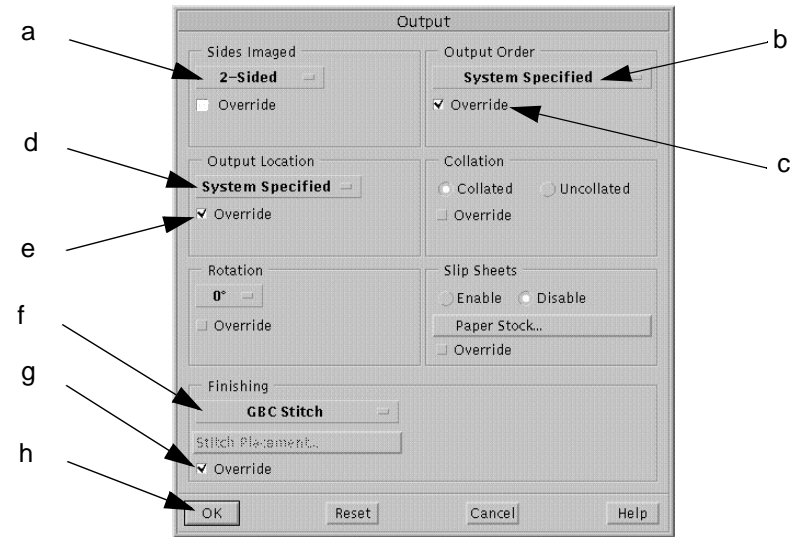 Output
a
b
Sides Imaged
Output Order
2-Sided
System Specified
Override
Override
c
d
Output Location
Collation
System Specified
Collated
Uncollated
Override
Override
e
Rotation
Slip Sheets
0°
Enable
Disable
f
Override
Paper Stock...
Override
g
Finishing
GBC Stitch
Stitch Placement...
h
Override
OK
Reset
Cancel
Help